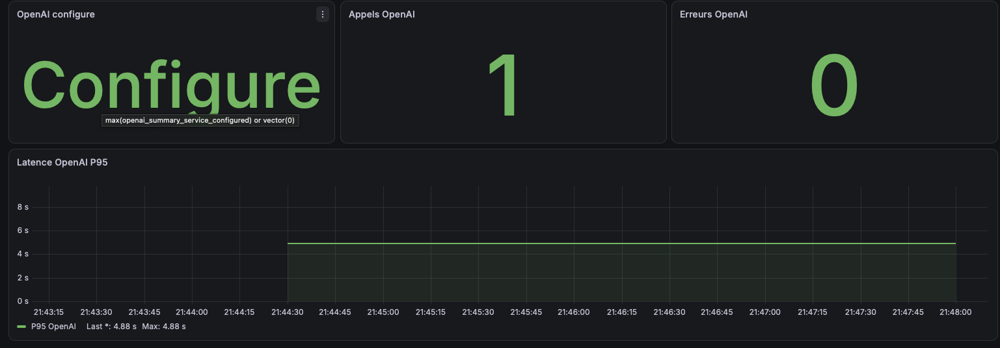 OpenAI configure
Appels OpenAI
Erreurs OpenAI
Configure
1
0
max(openai_summary_service_configured) or vector(0)
Latence OpenAI P95
8 s
6 s
4 s
2 s
0 s
21:43:15 21:43:30 21:43:45 21:44:00 21:44:15 21:44:30 21:44:45 21:45:00 21:45:15 21:45:30 21:45:45 21:46:00 21:46:15 21:46:30 21:46:45 21:47:00 21:47:15 21:47:30 21:47:45 21:48:00
P95 OpenAI Last *: 4.88 s Max: 4.88 s